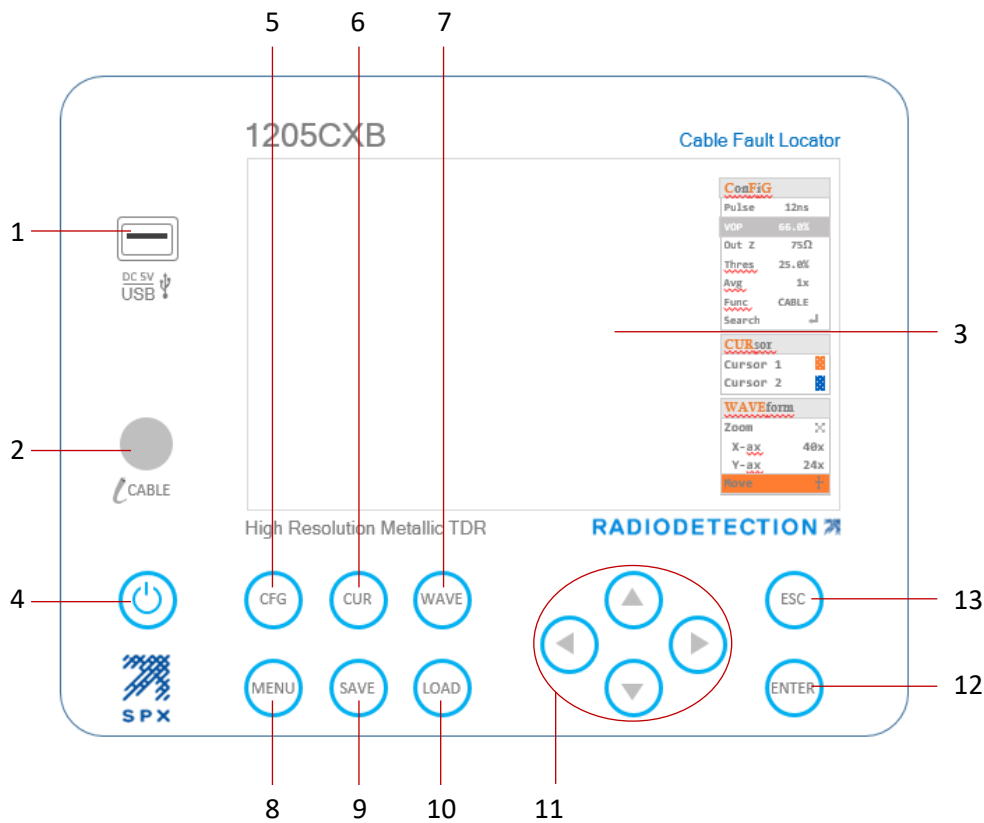 5 6 7
1205CXB Cable Fault Locator
ConFiG
Pulse 12ns
VOP 66.0%
Out Z 75Ω
Thres 25.0%
Avg 1x
Func CABLE
Search
CURsor
Cursor 1
Cursor 2
WAVEform
Zoom
X-ax 40x
Y-ax 24x
Move
1
DC 5V
USB
3
2
CABLE
High Resolution Metallic TDR RADIODETECTION
4
CFG CUR WAVE ESC
13
MENU SAVE LOAD ENTER
12
SPX
8 9 10 11